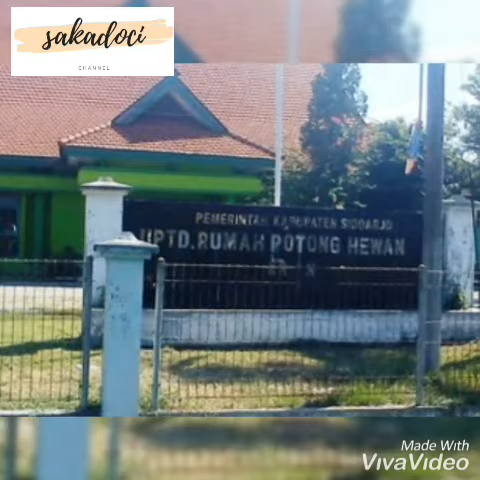 sakadoci
CHANNEL
PEMERINTAH KABUPATEN SIDOARJO
UPTD.RUMAH POTONG HEWAN
Made With
VivaVideo